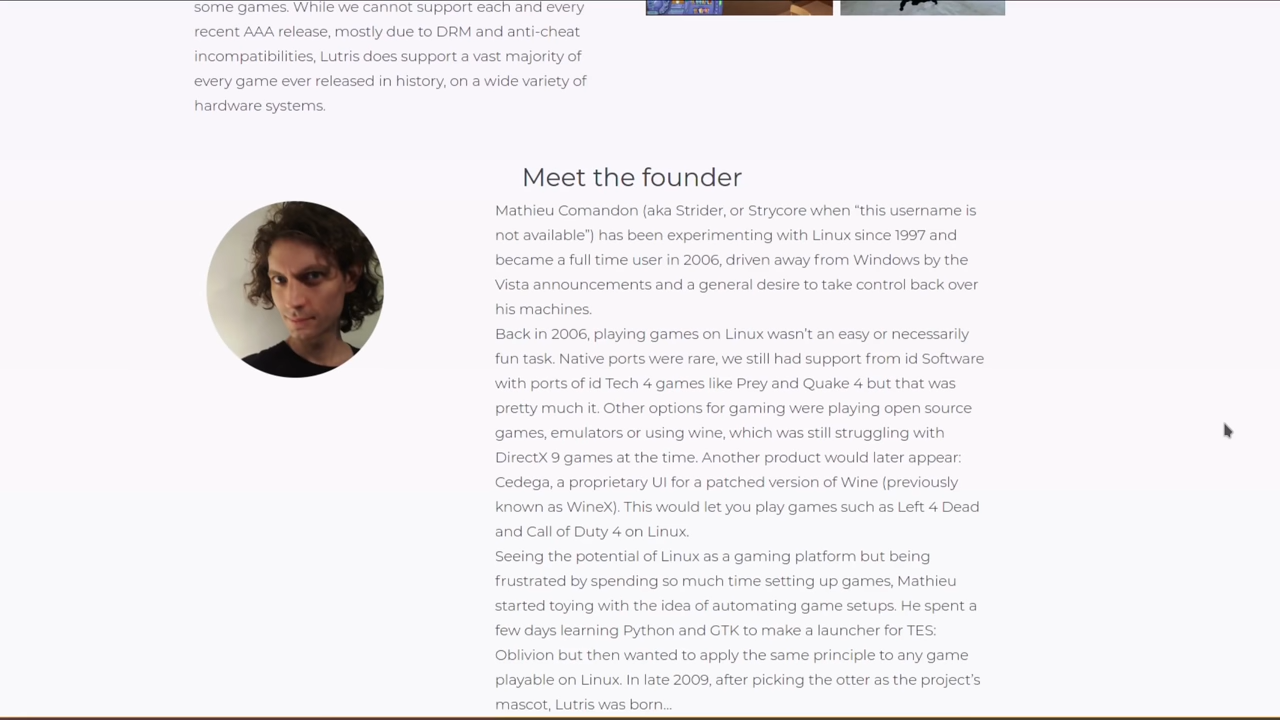 some games. While we cannot support each and every
recent AAA release, mostly due to DRM and anti-cheat
incompatibilities, Lutris does support a vast majority of
every game ever released in history, on a wide variety of
hardware systems.
Meet the founder
Mathieu Comandon (aka Strider, or Strycore when “this username is
not available”) has been experimenting with Linux since 1997 and
became a full time user in 2006, driven away from Windows by the
Vista announcements and a general desire to take control back over
his machines.
Back in 2006, playing games on Linux wasn’t an easy or necessarily
fun task. Native ports were rare, we still had support from id Software
with ports of id Tech 4 games like Prey and Quake 4 but that was
pretty much it. Other options for gaming were playing open source
games, emulators or using wine, which was still struggling with
DirectX 9 games at the time. Another product would later appear:
Cedega, a proprietary UI for a patched version of Wine (previously
known as WineX). This would let you play games such as Left 4 Dead
and Call of Duty 4 on Linux.
Seeing the potential of Linux as a gaming platform but being
frustrated by spending so much time setting up games, Mathieu
started toying with the idea of automating game setups. He spent a
few days learning Python and GTK to make a launcher for TES:
Oblivion but then wanted to apply the same principle to any game
playable on Linux. In late 2009, after picking the otter as the project’s
mascot, Lutris was born...